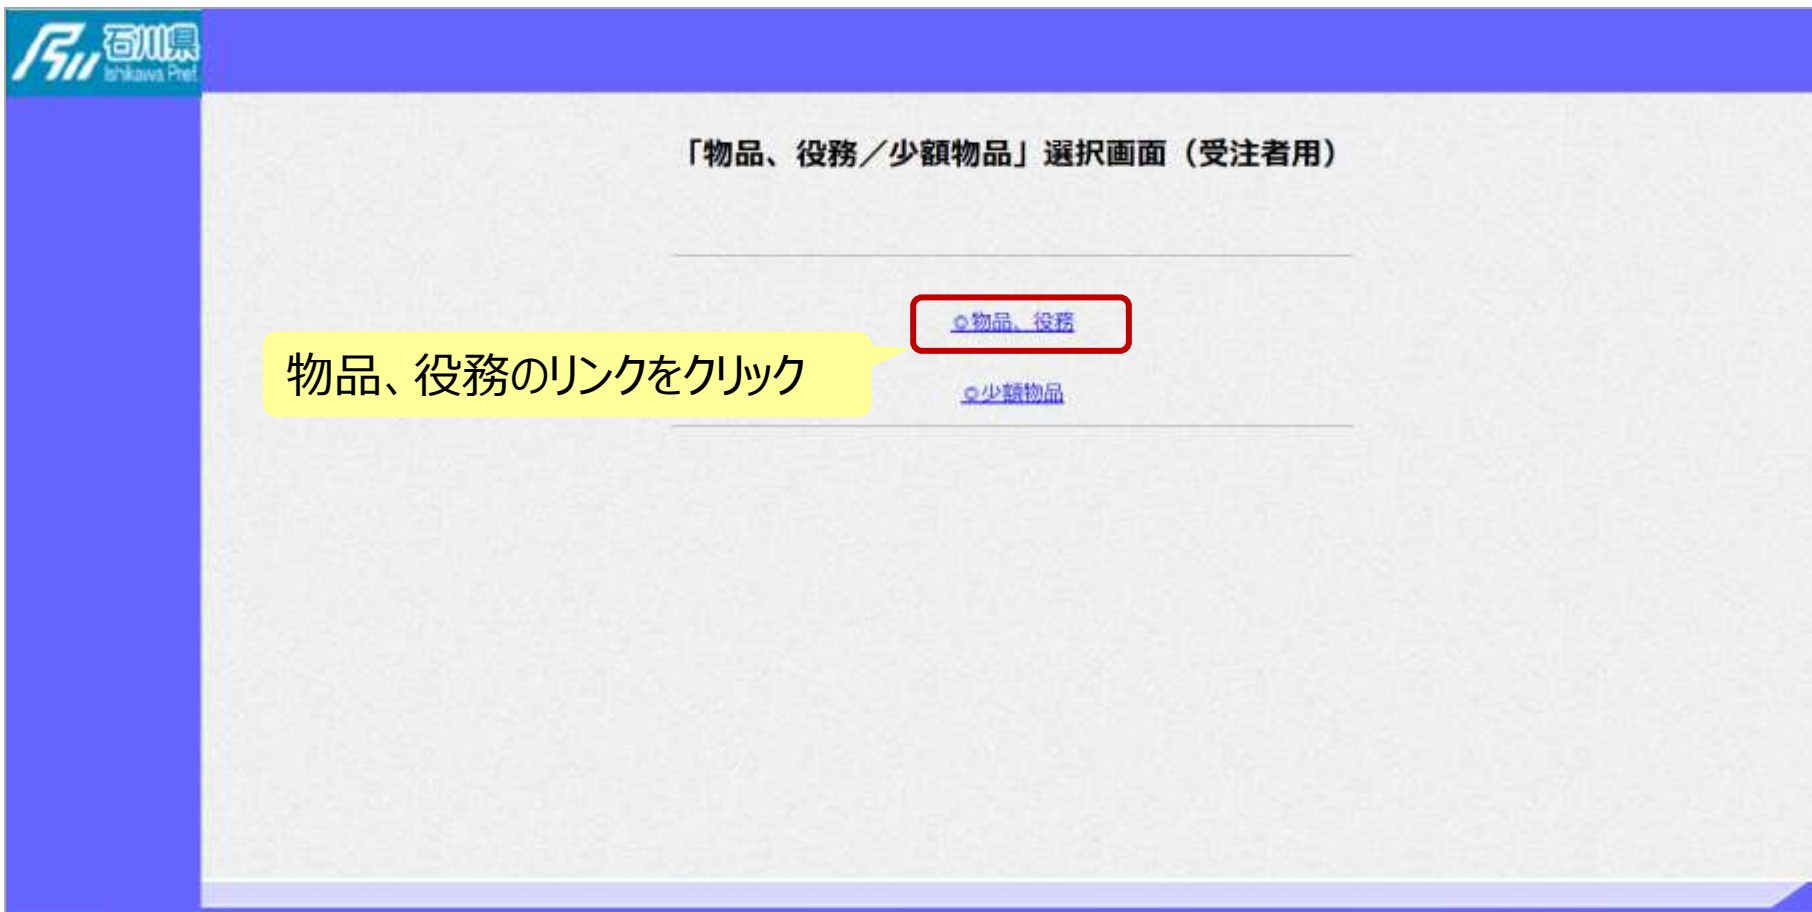 石川県
Ishikawa Pref.
「物品、役務／少額物品」選択画面（受注者用）
◎物品、役務
物品、役務のリンクをクリック
◎少額物品